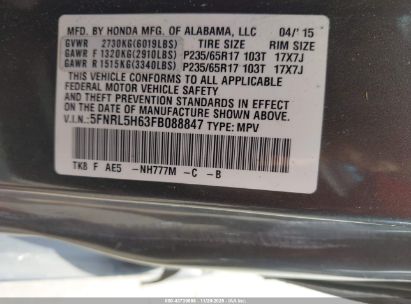 MFD. BY HONDA MFG. OF ALABAMA, LLC 04/ '15
GVWR 2730KG(6019LBS) TIRE SIZE RIM SIZE
GAWR F 1320KG(2910LBS) P235/65R17 103T 17X7J
GAWR R 1515KG(3340LBS) P235/65R17 103T 17X7J
THIS VEHICLE CONFORMS TO ALL APPLICABLE
FEDERAL MOTOR VEHICLE SAFETY
AND THEFT PREVENTION STANDARDS IN EFFECT
ON THE DATE OF MANUFACTURE SHOWN ABOVE.
V.I.N.: 5FNRL5H63FB088847 TYPE: MPV
TK8 F AE5 -NH777M -C -B